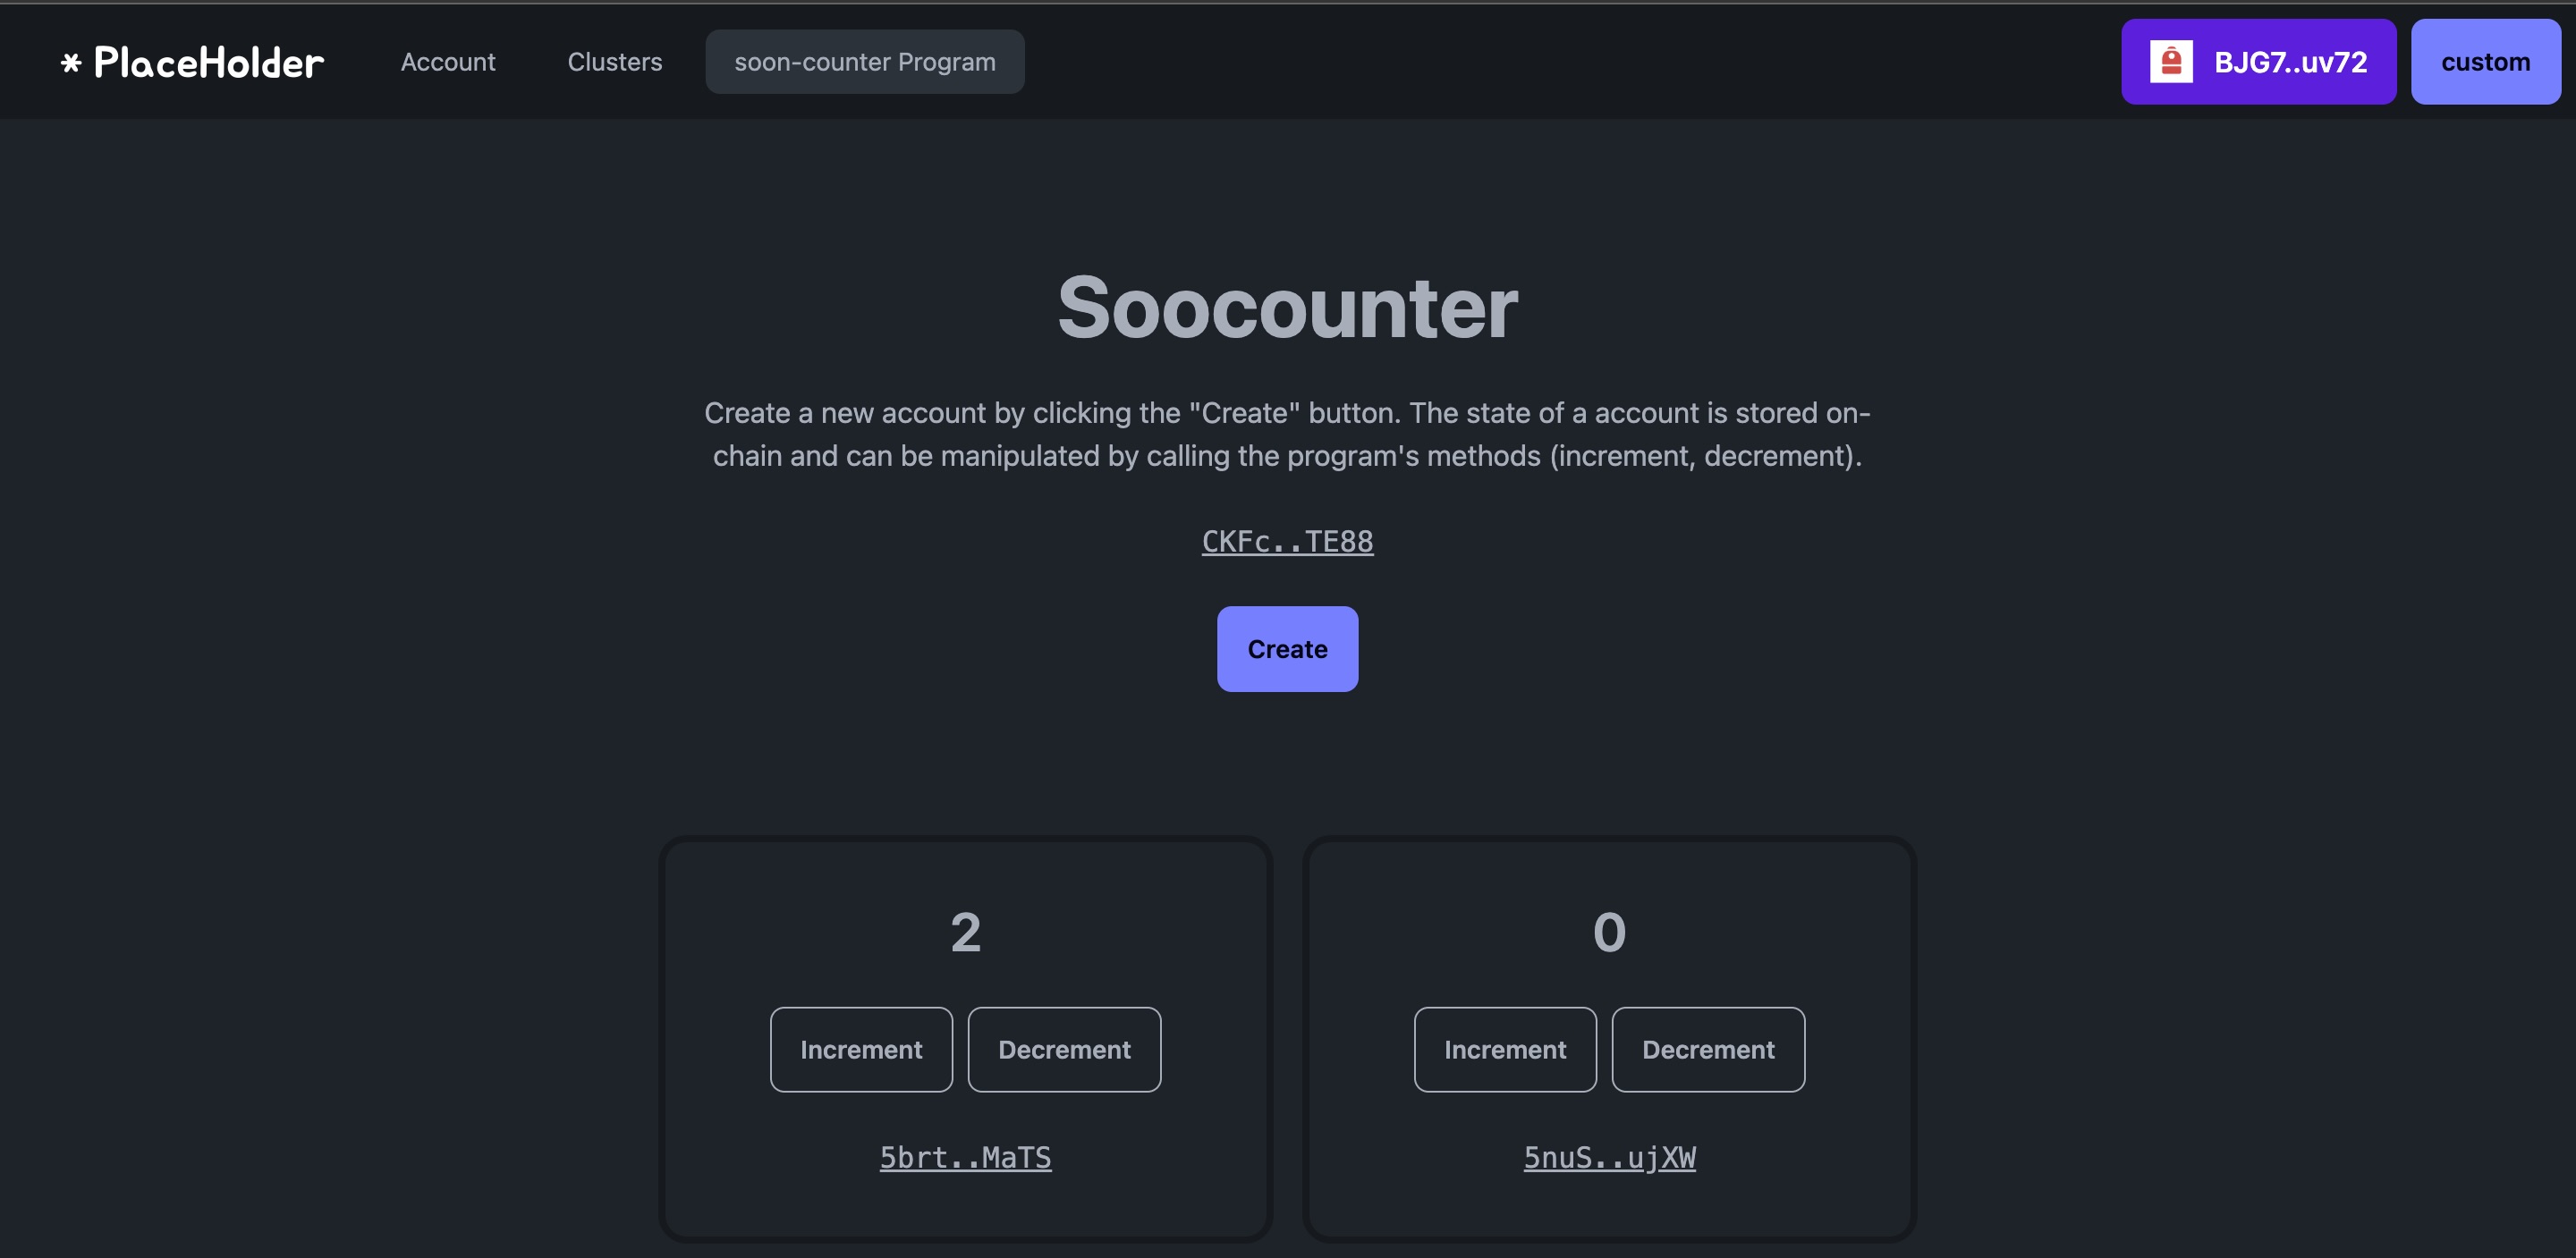 * PlaceHolder
Account
Clusters
soon-counter Program
BJG7..uv72
custom
Soocounter
Create a new account by clicking the "Create" button. The state of a account is stored on-
chain and can be manipulated by calling the program's methods (increment, decrement).
CKFc..TE88
Create
2
Increment
Decrement
5brt..MaTS
0
Increment
Decrement
5nuS..ujXW